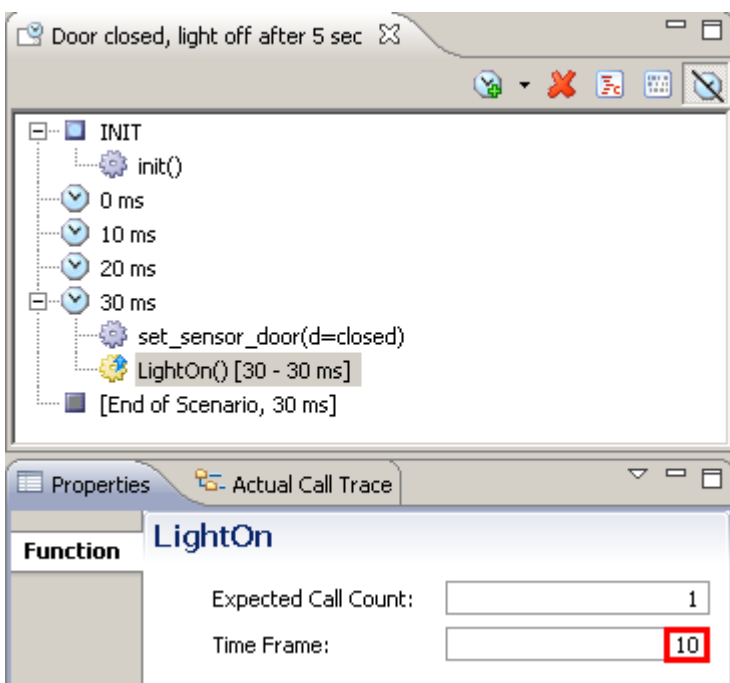 Door closed, light off after 5 sec
INIT
init()
0 ms
10 ms
20 ms
30 ms
set_sensor_door(d=closed)
LightOn() [30 - 30 ms]
[End of Scenario, 30 ms]
Properties Actual Call Trace
Function
LightOn
Expected Call Count: 1
Time Frame: 10